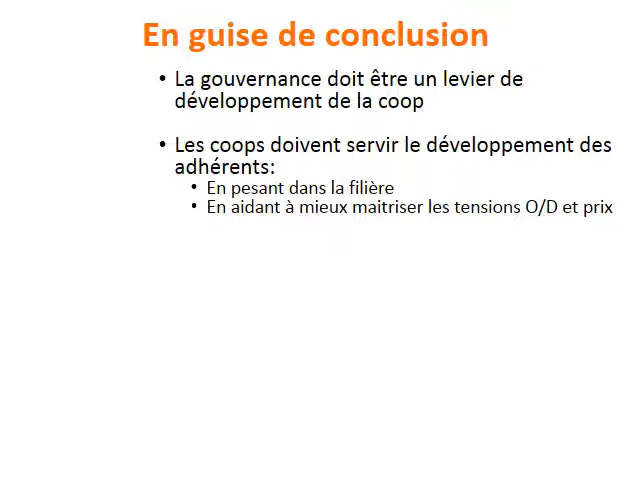 En guise de conclusion
• La gouvernance doit être un levier de
développement de la coop
• Les coops doivent servir le développement des
adhérents:
• En pesant dans la filière
• En aidant à mieux maitriser les tensions O/D et prix